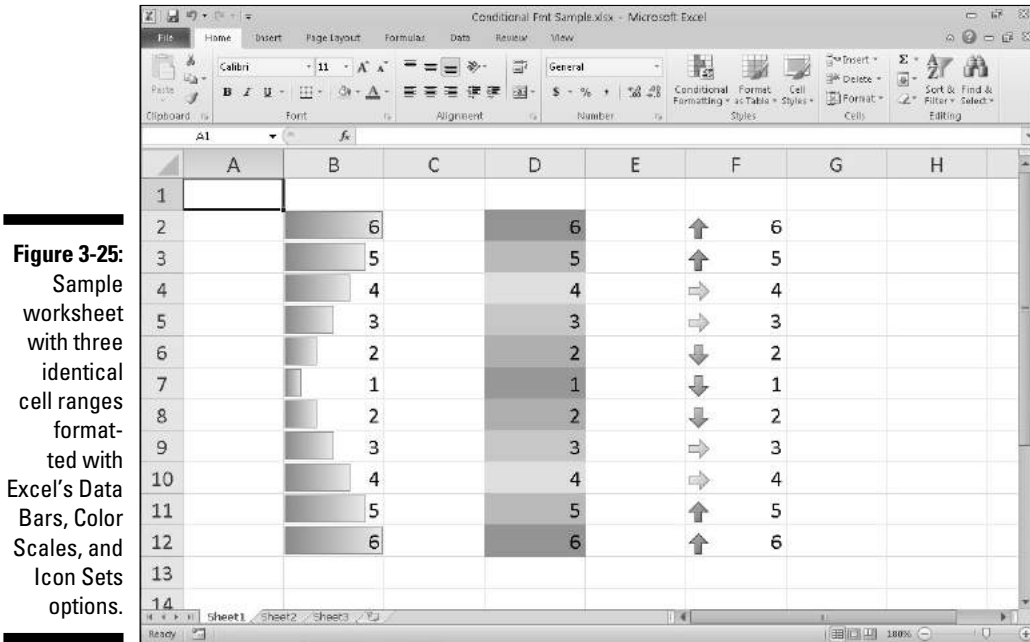 Conditional Fmt Sample.xlsx - Microsoft Excel
File Home Insert Page Layout Formulas Data Review View
Calibri 11 A A General Insert
Paste B I U A $ % , Conditional Formatting Format as Table Cell Styles Delete Format Sort & Filter Find & Select
Clipboard Font Alignment Number Styles Cells Editing
A1 fx
A B C D E F G H
1
2 6 6 6
3 5 5 5
4 4 4 4
5 3 3 3
6 2 2 2
7 1 1 1
8 2 2 2
9 3 3 3
10 4 4 4
11 5 5 5
12 6 6 6
13
14
Sheet1 Sheet2 Sheet3
Ready 180%
Figure 3-25:
Sample
worksheet
with three
identical
cell ranges
format-
ted with
Excel's Data
Bars, Color
Scales, and
Icon Sets
options.